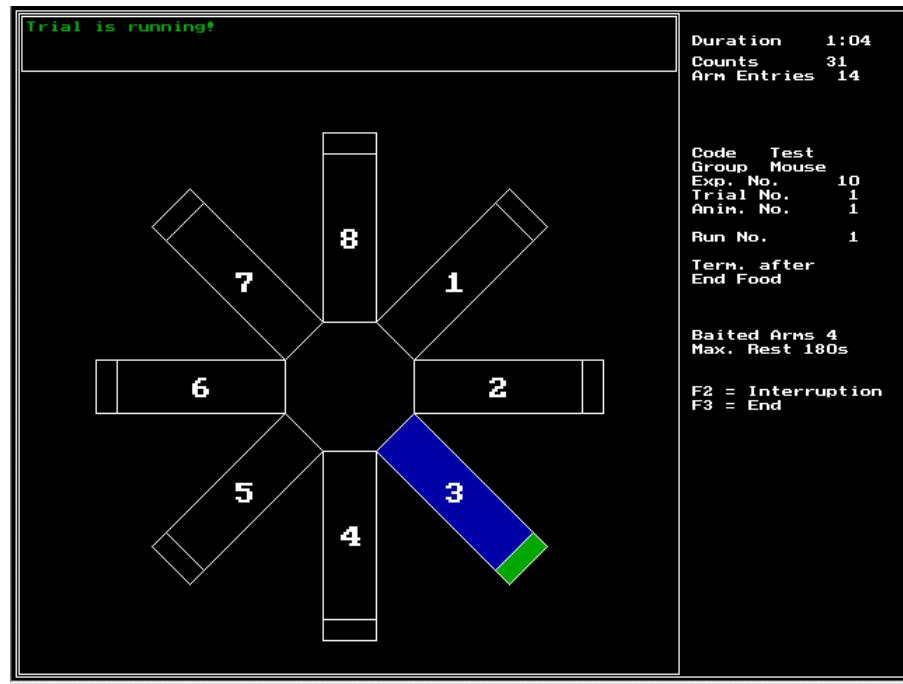 Trial is running!
Duration 1:04
Counts 31
Arm Entries 14
Code Test
Group Mouse
Exp. No. 10
Trial No. 1
Anim. No. 1
Run No. 1
Term. after
End Food
Baited Arms 4
Max. Rest 180s
F2 = Interruption
F3 = End
8
7
1
6
2
5
3
4